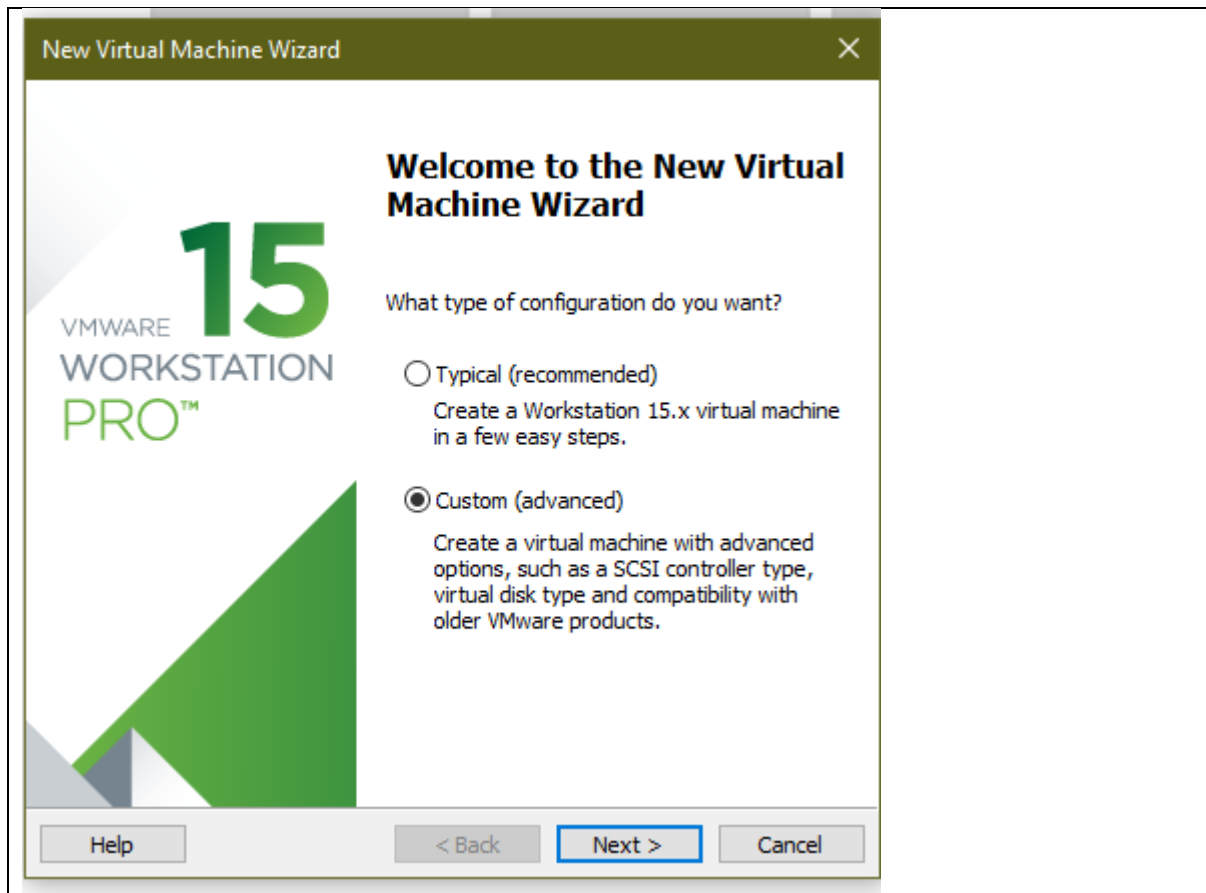 New Virtual Machine Wizard
Welcome to the New Virtual
Machine Wizard
15
VMWARE
WORKSTATION
PRO™
What type of configuration do you want?
Typical (recommended)
Create a Workstation 15.x virtual machine
in a few easy steps.
Custom (advanced)
Create a virtual machine with advanced
options, such as a SCSI controller type,
virtual disk type and compatibility with
older VMware products.
Help
< Back
Next >
Cancel